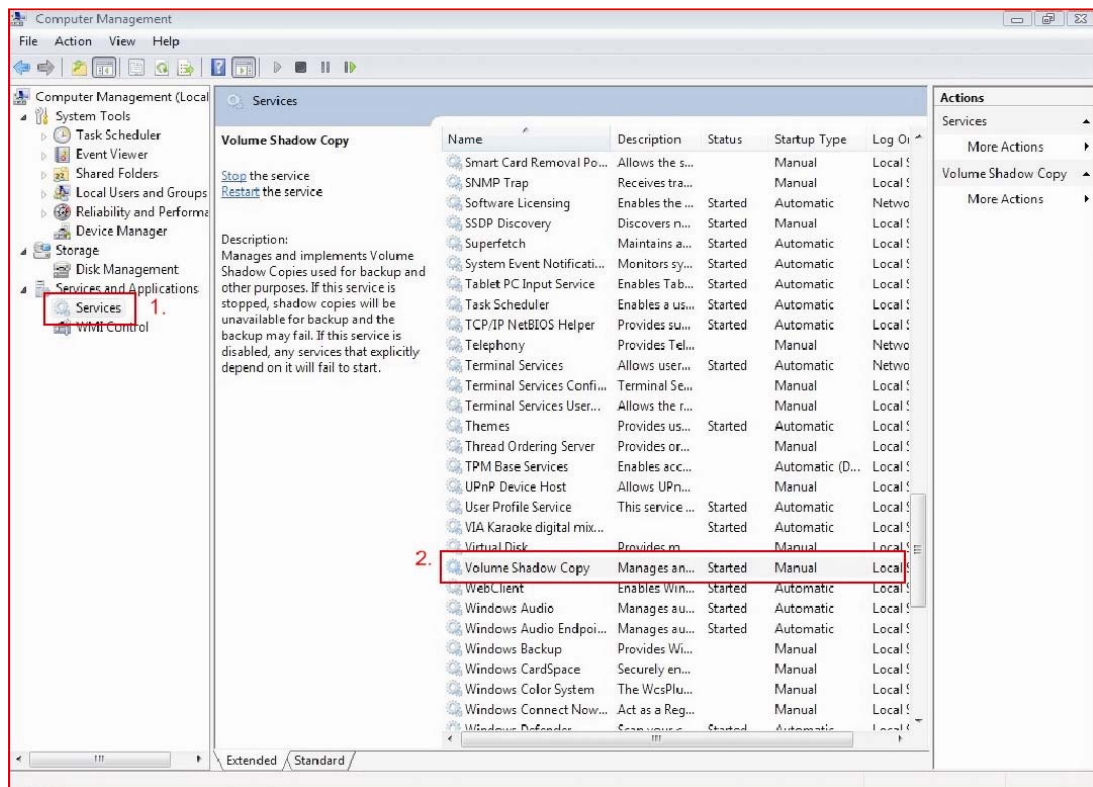 Computer Management
File Action View Help
Computer Management (Local
System Tools
Task Scheduler
Event Viewer
Shared Folders
Local Users and Groups
Reliability and Performa
Device Manager
Storage
Disk Management
Services and Applications
Services 1.
WMI Control
Services
Volume Shadow Copy
Stop the service
Restart the service
Description:
Manages and implements Volume
Shadow Copies used for backup and
other purposes. If this service is
stopped, shadow copies will be
unavailable for backup and the
backup may fail. If this service is
disabled, any services that explicitly
depend on it will fail to start.
Name Description Status Startup Type Log O
Smart Card Removal Po... Allows the s... Manual Local S
SNMP Trap Receives tra... Manual Local S
Software Licensing Enables the ... Started Automatic Netwo
SSDP Discovery Discovers n... Started Manual Local S
Superfetch Maintains a... Started Automatic Local S
System Event Notificati... Monitors sy... Started Automatic Local S
Tablet PC Input Service Enables Tab... Started Automatic Local S
Task Scheduler Enables a us... Started Automatic Local S
TCP/IP NetBIOS Helper Provides su... Started Automatic Local S
Telephony Provides Tel... Manual Netwo
Terminal Services Allows user... Started Automatic Netwo
Terminal Services Confi... Terminal Se... Manual Local S
Terminal Services User... Allows the r... Manual Local S
Themes Provides us... Started Automatic Local S
Thread Ordering Server Provides or... Manual Local S
TPM Base Services Enables acc... Automatic (D... Local S
UPnP Device Host Allows UPn... Manual Local S
User Profile Service This service ... Started Automatic Local S
VIA Karaoke digital mix... Started Automatic Local S
Virtual Disk Provides m... Manual Local S
2. Volume Shadow Copy Manages an... Started Manual Local S
WebClient Enables Win... Started Automatic Local S
Windows Audio Manages au... Started Automatic Local S
Windows Audio Endpoi... Manages au... Started Automatic Local S
Windows Backup Provides Wi... Manual Local S
Windows CardSpace Securely en... Manual Local S
Windows Color System The WcsPlu... Manual Local S
Windows Connect Now... Act as a Reg... Manual Local S
Windows Defender Scan your c... Started Automatic Local S
Extended Standard
Actions
Services
More Actions
Volume Shadow Copy
More Actions